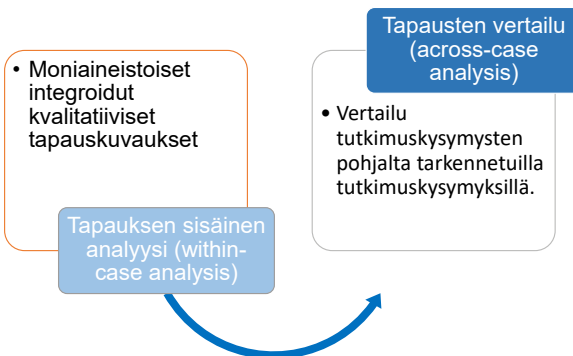 • Moniaineistoiset
integroidut
kvalitatiiviset
tapauskuvaukset
Tapauksen sisäinen
analyysi (within-
case analysis)
Tapausten vertailu
(across-case
analysis)
• Vertailu
tutkimuskysymysten
pohjalta tarkennetuilla
tutkimuskysymyksillä.